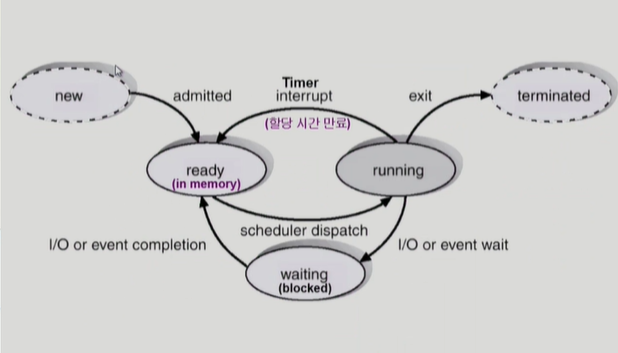 Timer
new
admitted
interrupt
exit
terminated
(할당 시간 만료)
ready
(in memory)
running
scheduler dispatch
I/O or event completion
I/O or event wait
waiting
(blocked)